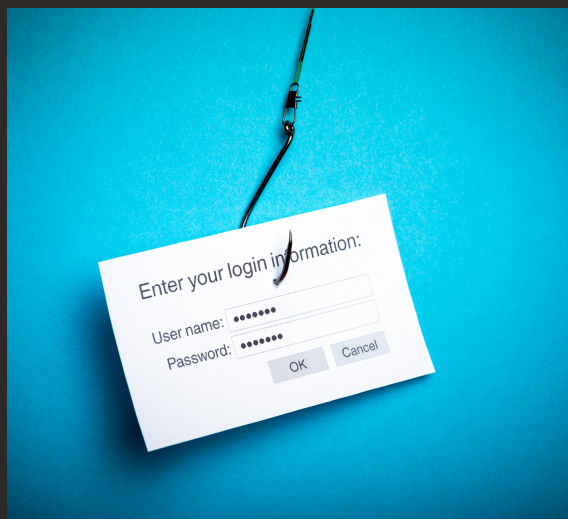 Enter your login information:
User name: •••••••
Password: •••••••
OK Cancel